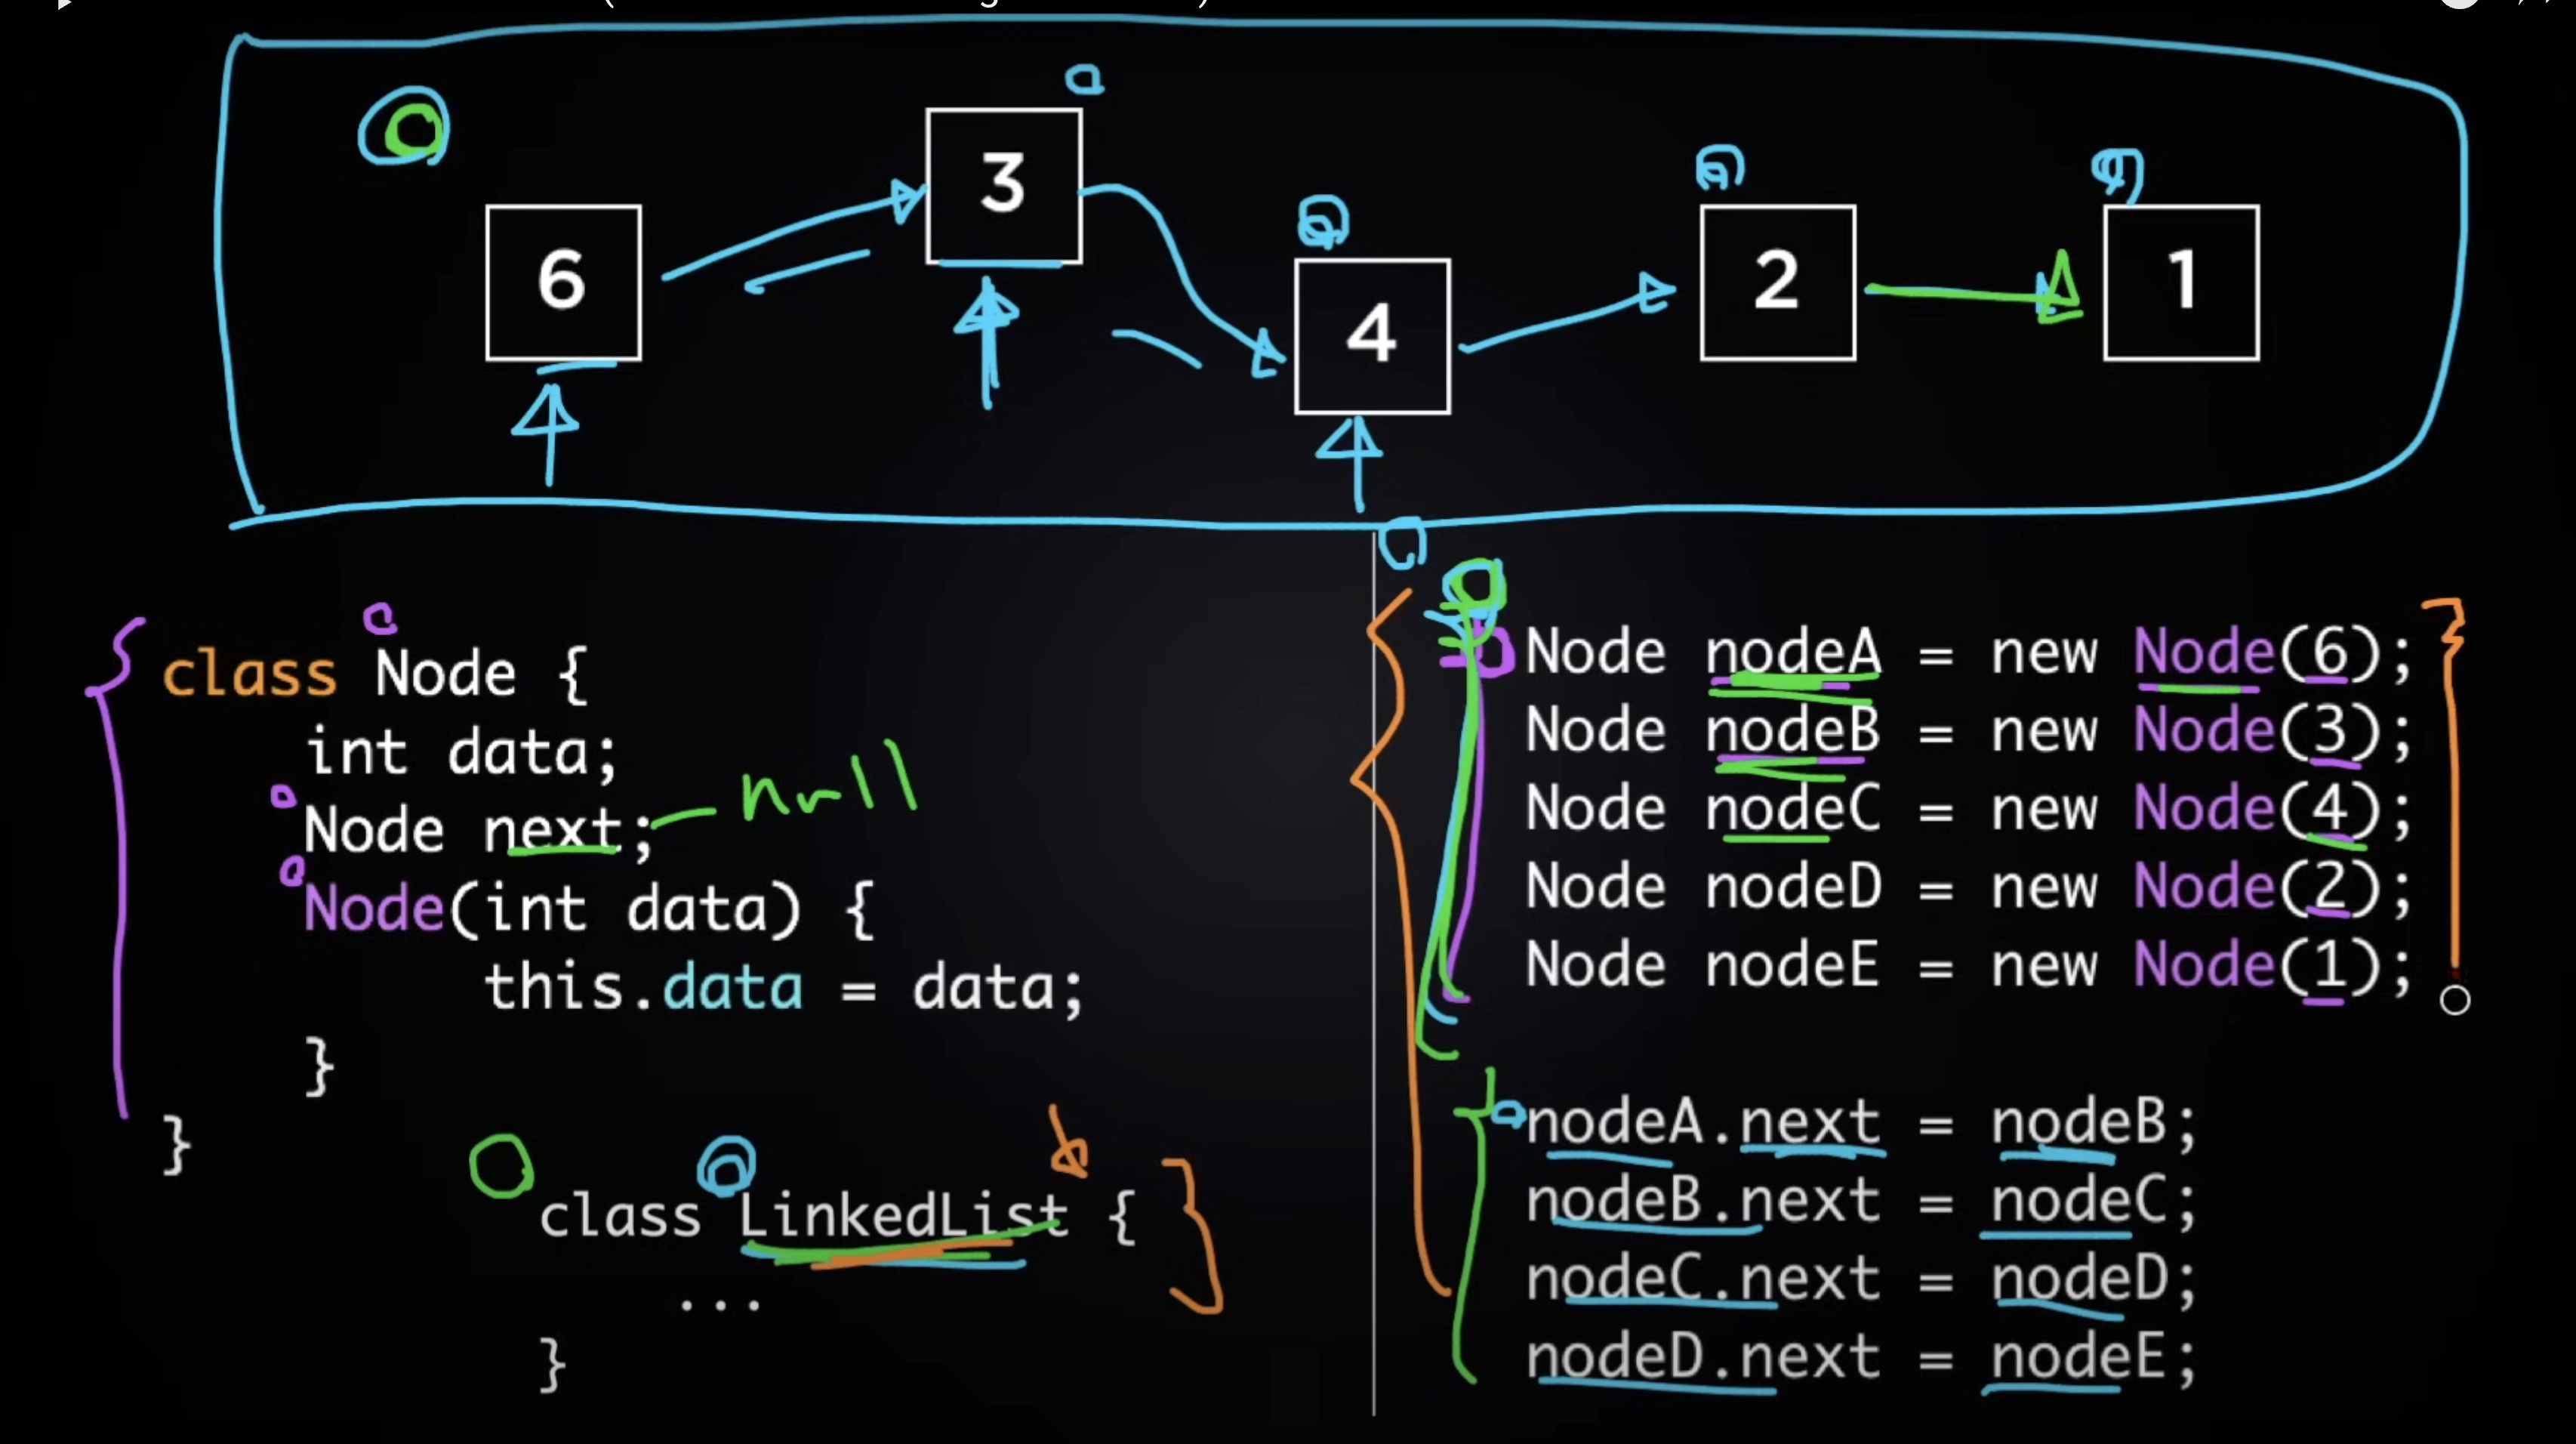 3
6
4
2
1
class Node {
int data;
Node next;
null
Node(int data) {
this.data = data;
}
}
class LinkedList {
...
}
Node nodeA = new Node(6);
Node nodeB = new Node(3);
Node nodeC = new Node(4);
Node nodeD = new Node(2);
Node nodeE = new Node(1);
nodeA.next = nodeB;
nodeB.next = nodeC;
nodeC.next = nodeD;
nodeD.next = nodeE;